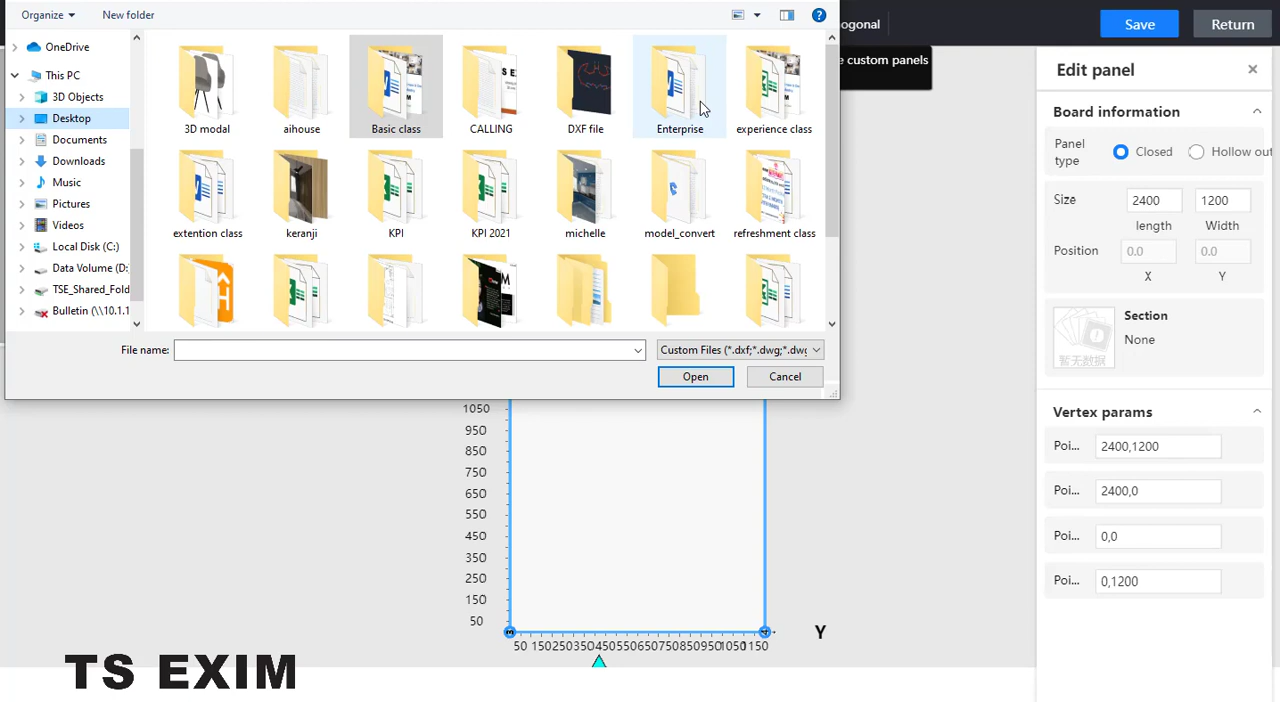 Organize
New folder
ogonal
Save
Return
OneDrive
This PC
3D Objects
Desktop
Documents
Downloads
Music
Pictures
Videos
Local Disk (C:)
Data Volume (D:
TSE_Shared_Fold
Bulletin (\\10.1.1
3D modal
aihouse
Basic class
CALLING
DXF file
Enterprise
experience class
extention class
keranji
KPI
KPI 2021
michelle
model_convert
refreshment class
File name:
Custom Files (*.dxf;*.dwg;*.dwg
Open
Cancel
e custom panels
Edit panel
Board information
Panel type
Closed
Hollow out
Size
2400
1200
length
Width
Position
0.0
0.0
X
Y
暂无数据
Section
None
Vertex params
Poi...
2400,1200
Poi...
2400,0
Poi...
0,0
Poi...
0,1200
1050
950
850
750
650
550
450
350
250
150
50
50 1502503504505506507508509501050150
Y
TS EXIM